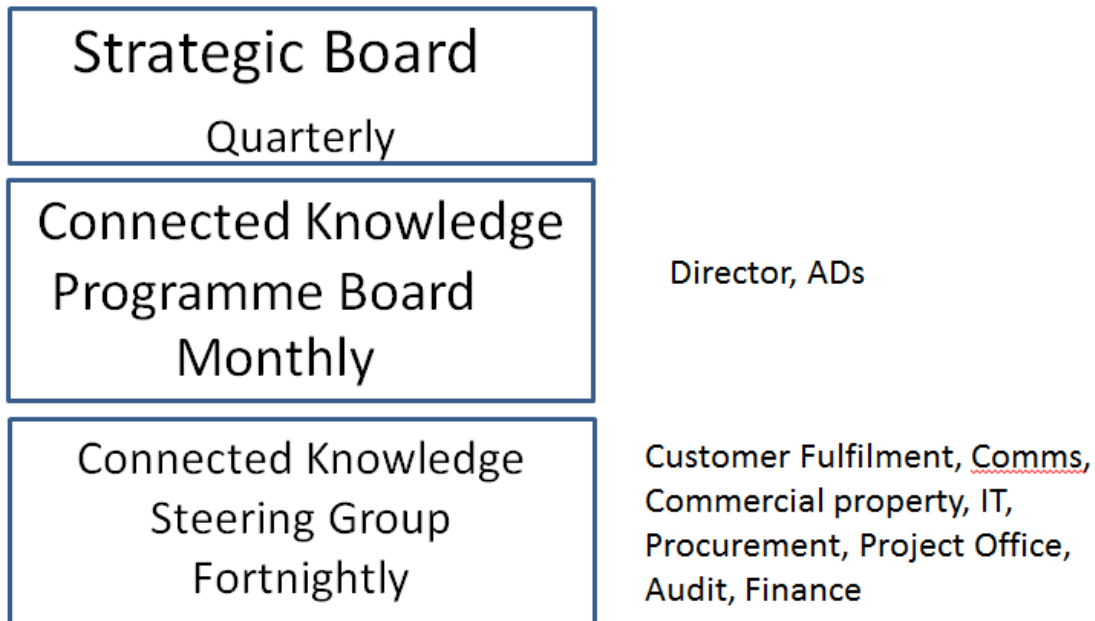 Strategic Board
Quarterly
Connected Knowledge
Programme Board
Monthly
Director, ADs
Connected Knowledge
Steering Group
Fortnightly
Customer Fulfilment, Comms,
Commercial property, IT,
Procurement, Project Office,
Audit, Finance